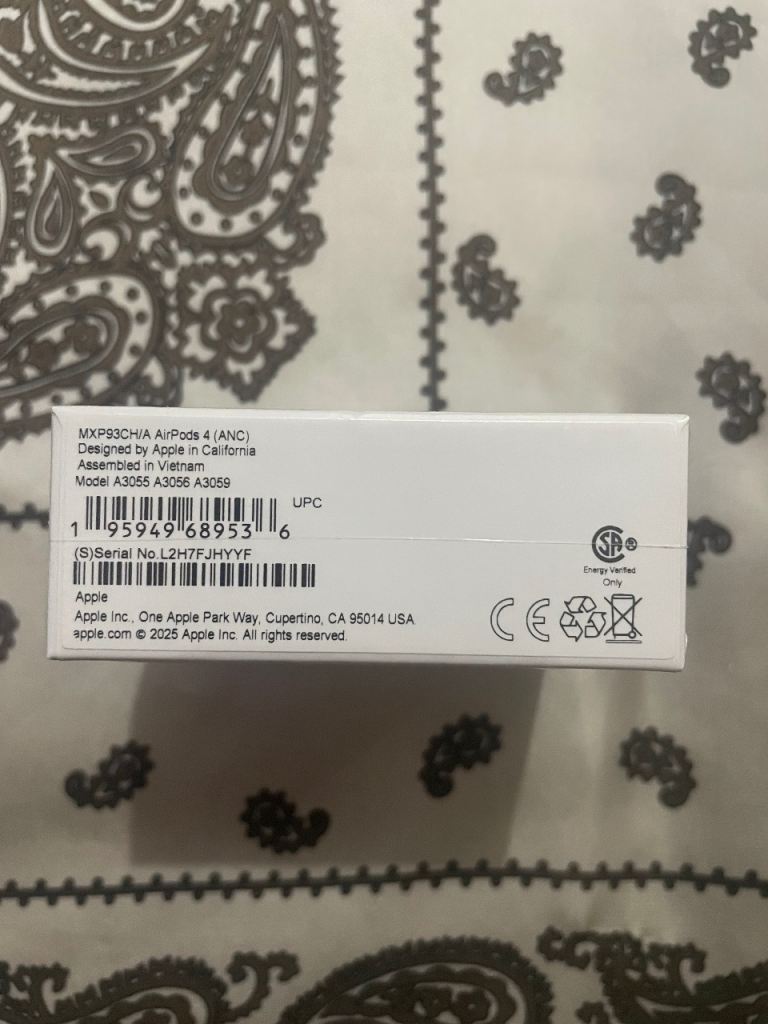 MXP93CH/A AirPods 4 (ANC)
Designed by Apple in California
Assembled in Vietnam
Model A3055 A3056 A3059
UPC
1 95949 68953 6
(S)Serial No.L2H7FJHYYF
Apple
Apple Inc., One Apple Park Way, Cupertino, CA 95014 USA
apple.com © 2025 Apple Inc. All rights reserved.
SA®
Energy Verified
Only
CE